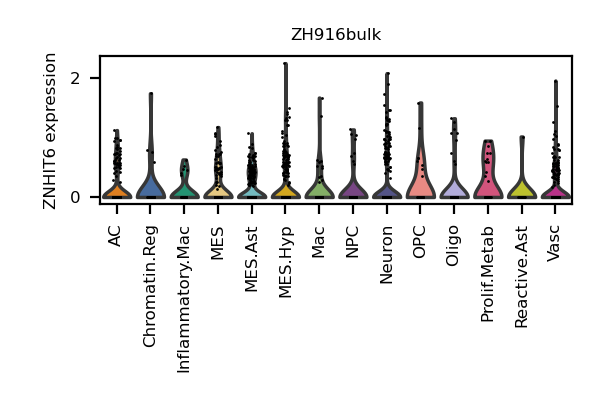 ZH916bulk
ZNHIT6 expression
2
0
AC
Chromatin.Reg
Inflammatory.Mac
MES
MES.Ast
MES.Hyp
Mac
NPC
Neuron
OPC
Oligo
Prolif.Metab
Reactive.Ast
Vasc